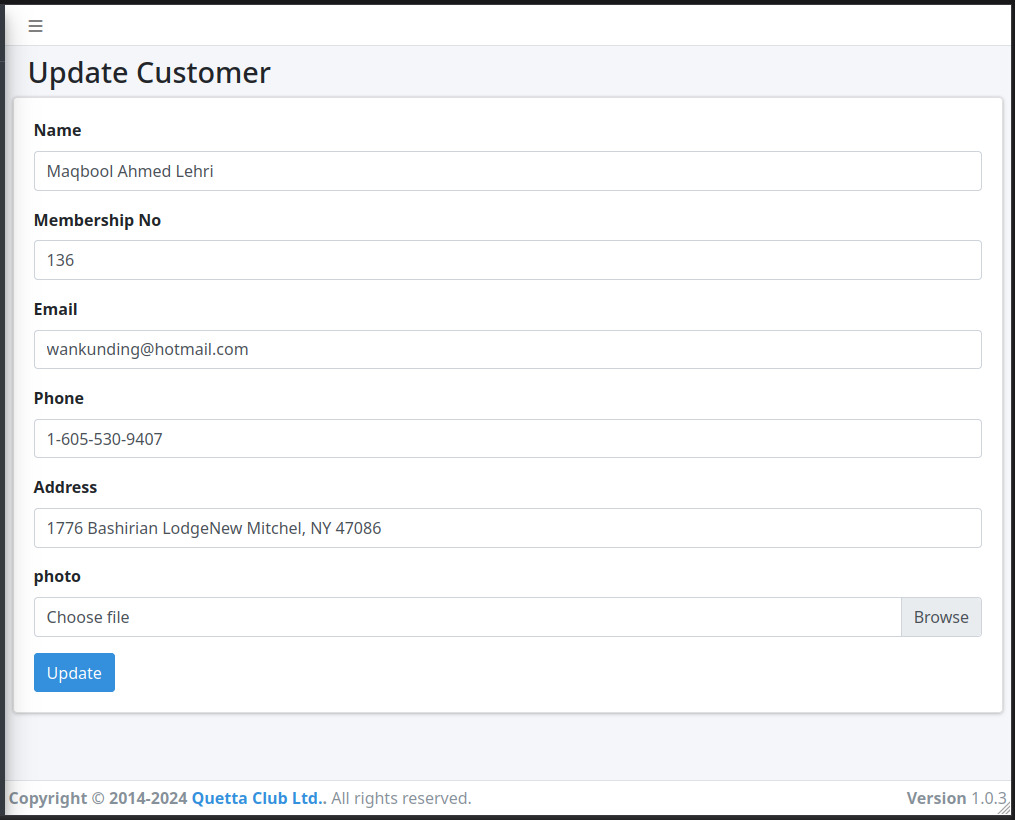 Update Customer
Name
Maqbool Ahmed Lehri
Membership No
136
Email
wankunding@hotmail.com
Phone
1-605-530-9407
Address
1776 Bashirian LodgeNew Mitchel, NY 47086
photo
Choose file Browse
Update
Copyright © 2014-2024 Quetta Club Ltd.. All rights reserved. Version 1.0.3